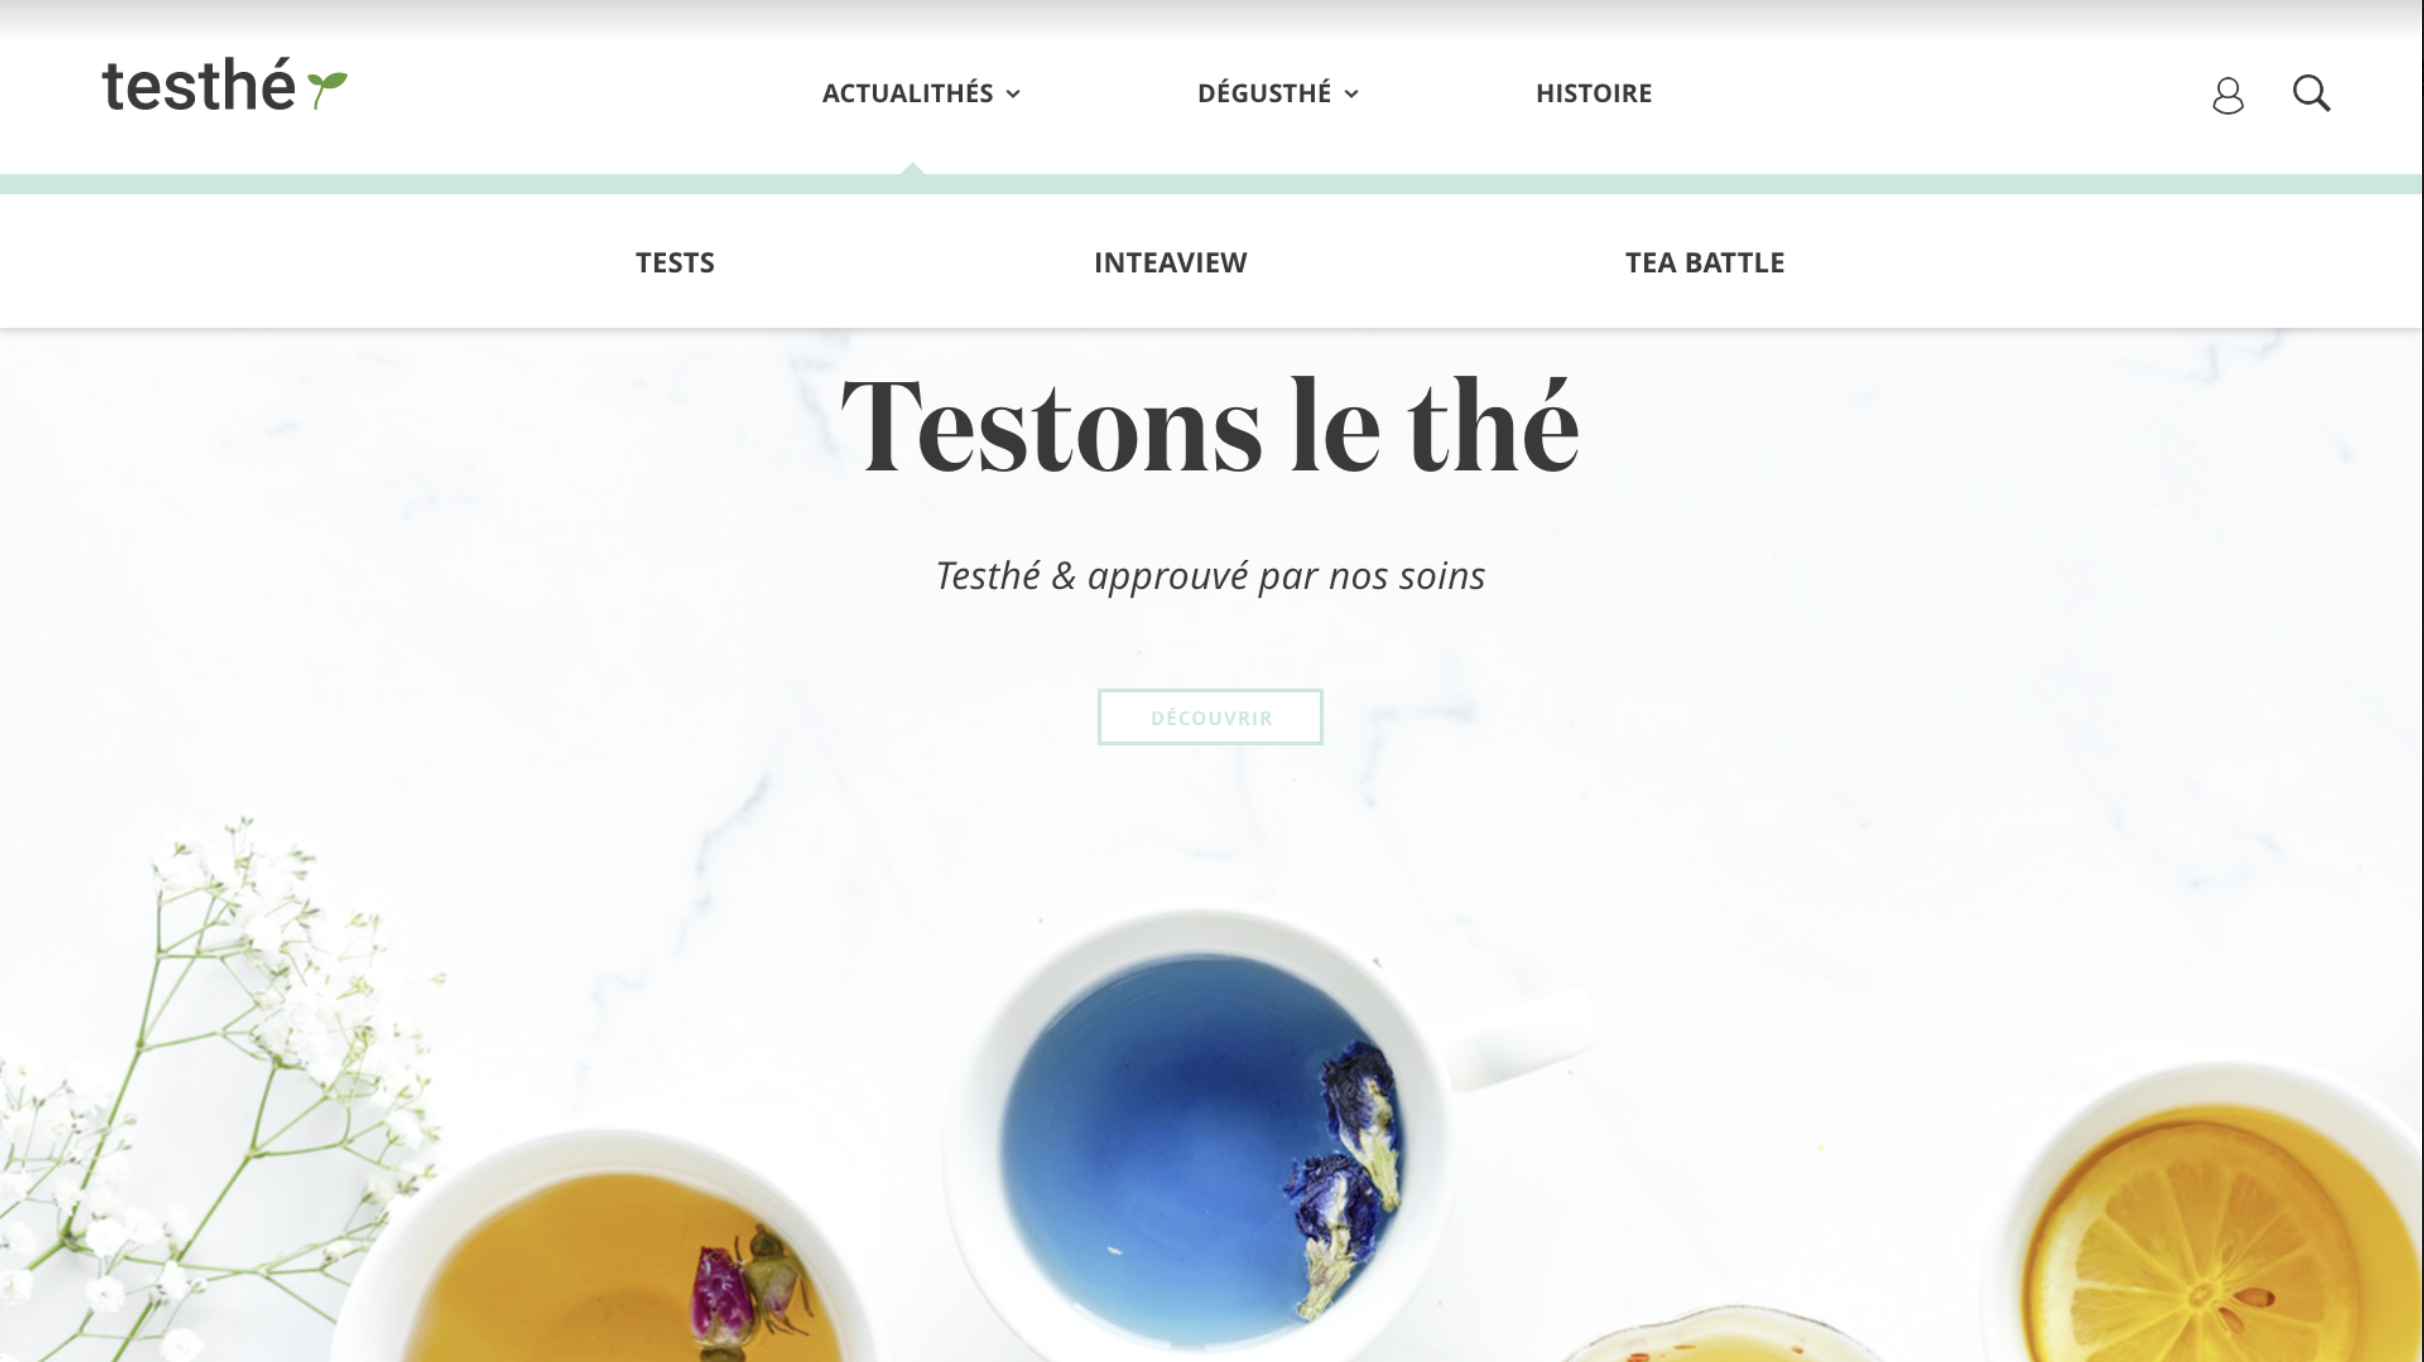 testhé
ACTUALITHÉS
DÉGUSTHÉ
HISTOIRE
TESTS
INTEAVIEW
TEA BATTLE
Testons le thé
Testhé & approuvé par nos soins
DÉCOUVRIR